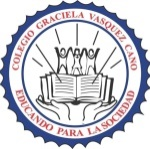 COLEGIO GRACIELA VASQUEZ CANO
EDUCANDO PARA LA SOCIEDAD